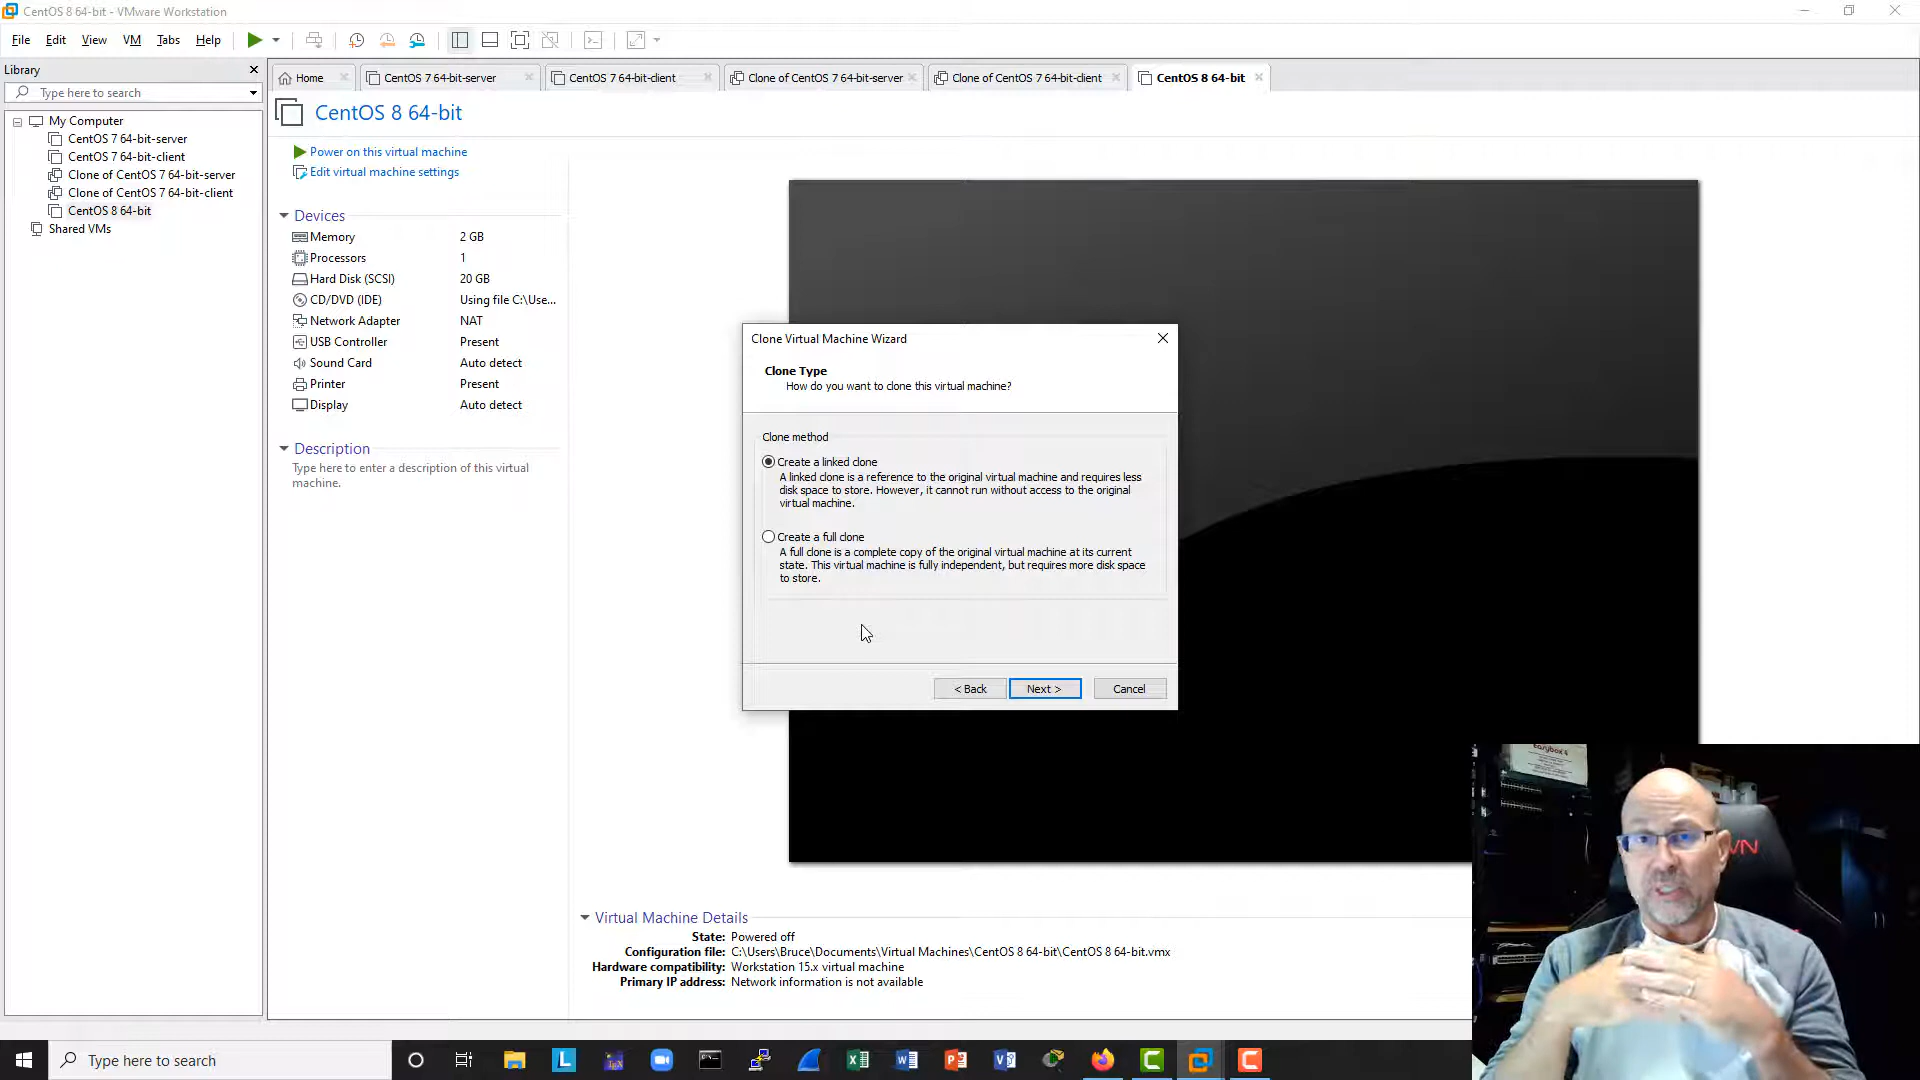 CentOS 8 64-bit - VMware Workstation
File Edit View VM Tabs Help
Library
Type here to search
Home
CentOS 7 64-bit-server
CentOS 7 64-bit-client
Clone of CentOS 7 64-bit-server
Clone of CentOS 7 64-bit-client
CentOS 8 64-bit
My Computer
CentOS 7 64-bit-server
CentOS 7 64-bit-client
Clone of CentOS 7 64-bit-server
Clone of CentOS 7 64-bit-client
CentOS 8 64-bit
Shared VMs
CentOS 8 64-bit
Power on this virtual machine
Edit virtual machine settings
Devices
Memory 2 GB
Processors 1
Hard Disk (SCSI) 20 GB
CD/DVD (IDE) Using file C:\Use...
Network Adapter NAT
USB Controller Present
Sound Card Auto detect
Printer Present
Display Auto detect
Description
Type here to enter a description of this virtual
machine.
Clone Virtual Machine Wizard
Clone Type
How do you want to clone this virtual machine?
Clone method
Create a linked clone
A linked clone is a reference to the original virtual machine and requires less
disk space to store. However, it cannot run without access to the original
virtual machine.
Create a full clone
A full clone is a complete copy of the original virtual machine at its current
state. This virtual machine is fully independent, but requires more disk space
to store.
< Back
Next >
Cancel
Virtual Machine Details
State: Powered off
Configuration file: C:\Users\Bruce\Documents\Virtual Machines\CentOS 8 64-bit\CentOS 8 64-bit.vmx
Hardware compatibility: Workstation 15.x virtual machine
Primary IP address: Network information is not available
Type here to search